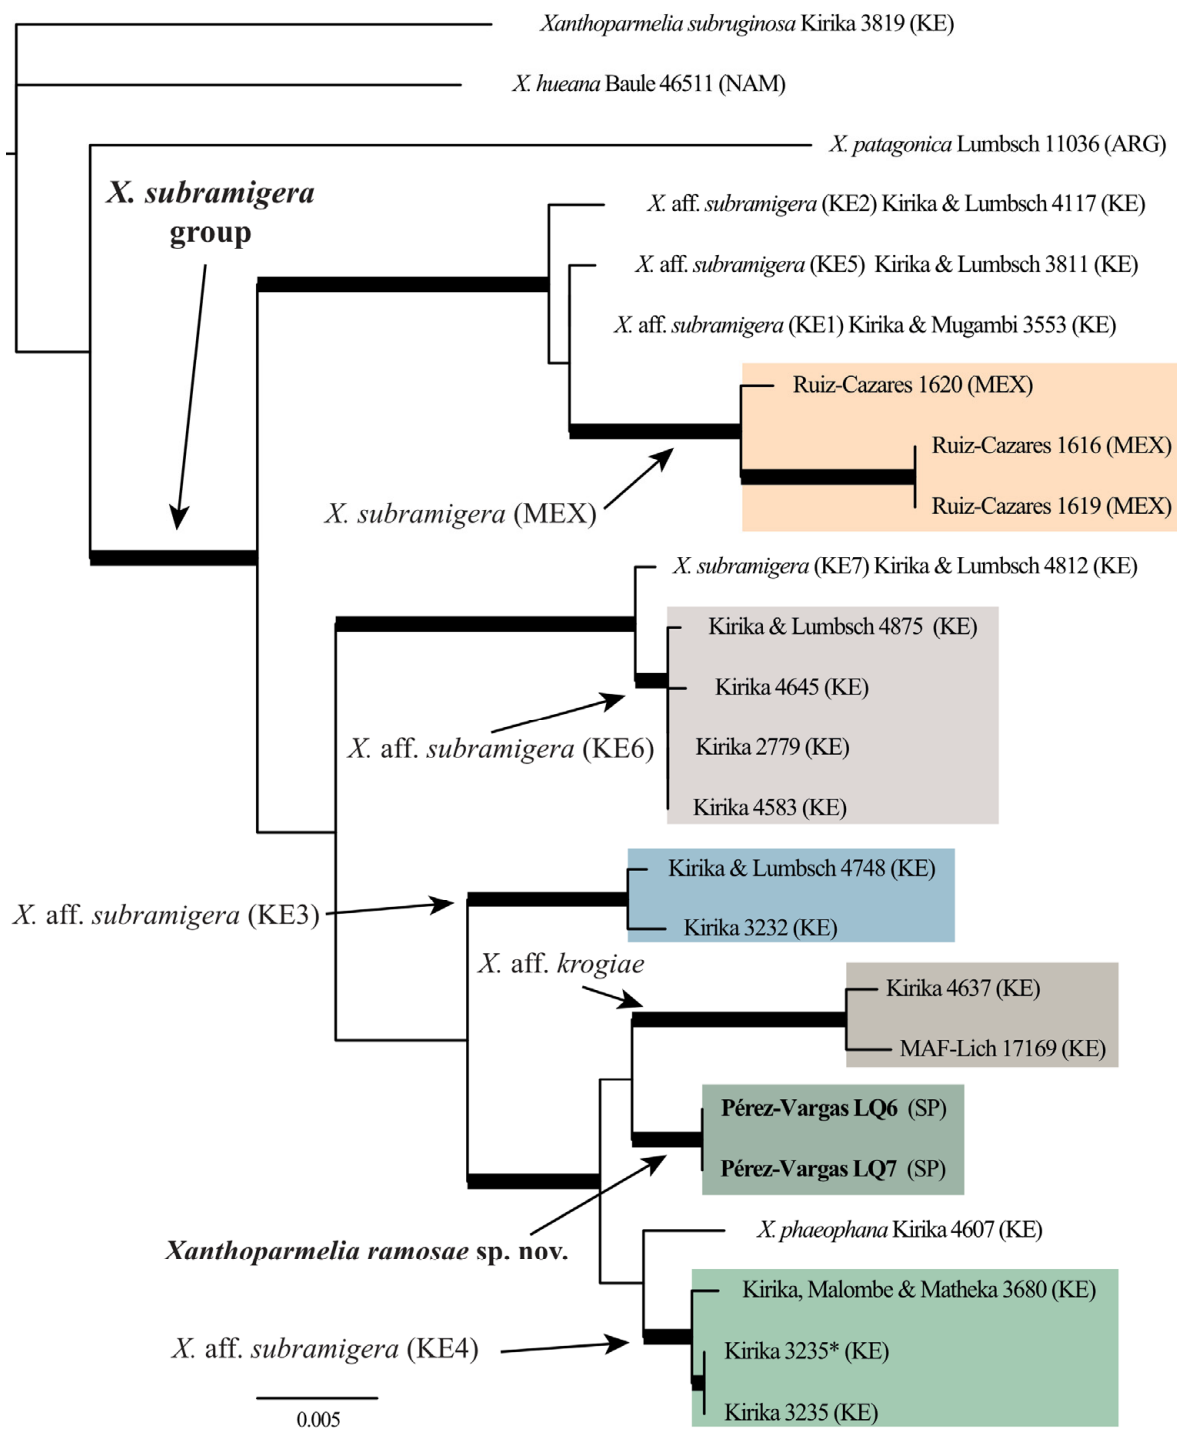 Xanthoparmelia subruginosa Kirika 3819 (KE)
X. hueana Baule 46511 (NAM)
X. patagonica Lumbsch 11036 (ARG)
X. subramigera
group
X. aff. subramigera (KE2) Kirika & Lumbsch 4117 (KE)
X. aff. subramigera (KE5) Kirika & Lumbsch 3811 (KE)
X. aff. subramigera (KE1) Kirika & Mugambi 3553 (KE)
Ruiz-Cazares 1620 (MEX)
Ruiz-Cazares 1616 (MEX)
Ruiz-Cazares 1619 (MEX)
X. subramigera (MEX)
X. subramigera (KE7) Kirika & Lumbsch 4812 (KE)
Kirika & Lumbsch 4875 (KE)
Kirika 4645 (KE)
X. aff. subramigera (KE6)
Kirika 2779 (KE)
Kirika 4583 (KE)
Kirika & Lumbsch 4748 (KE)
X. aff. subramigera (KE3)
Kirika 3232 (KE)
X. aff. krogiae
Kirika 4637 (KE)
MAF-Lich 17169 (KE)
Pérez-Vargas LQ6 (SP)
Pérez-Vargas LQ7 (SP)
X. phaeophana Kirika 4607 (KE)
Xanthoparmelia ramosae sp. nov.
Kirika, Malombe & Matheka 3680 (KE)
X. aff. subramigera (KE4)
Kirika 3235* (KE)
Kirika 3235 (KE)
0.005